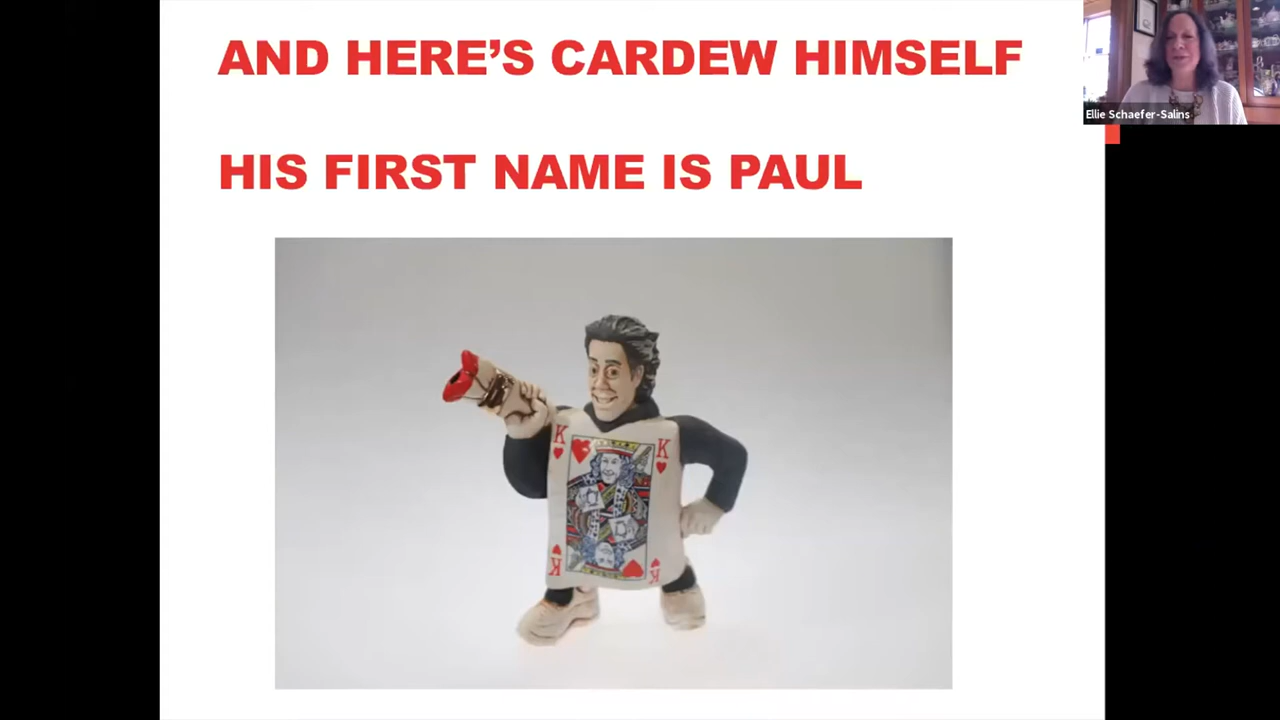 AND HERE’S CARDEW HIMSELF
HIS FIRST NAME IS PAUL
Ellie Schaefer-Salins
K
K
K
K